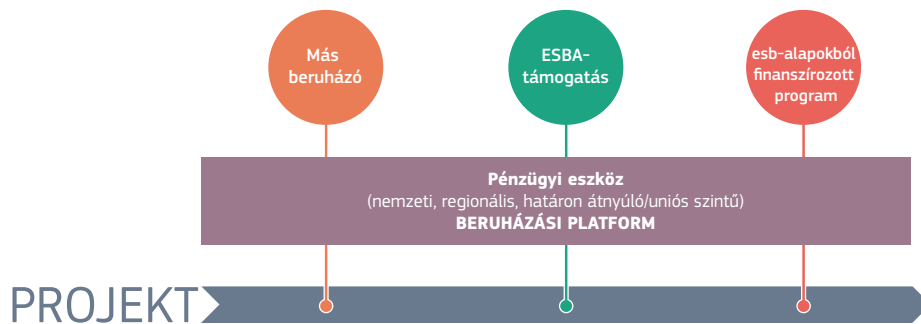 Más
beruházó
ESBA-
támogatás
esb-alapokból
finanszírozott
program
Pénzügyi eszköz
(nemzeti, regionális, határon átnyúló/uniós szintű)
BERUHÁZÁSI PLATFORM
PROJEKT